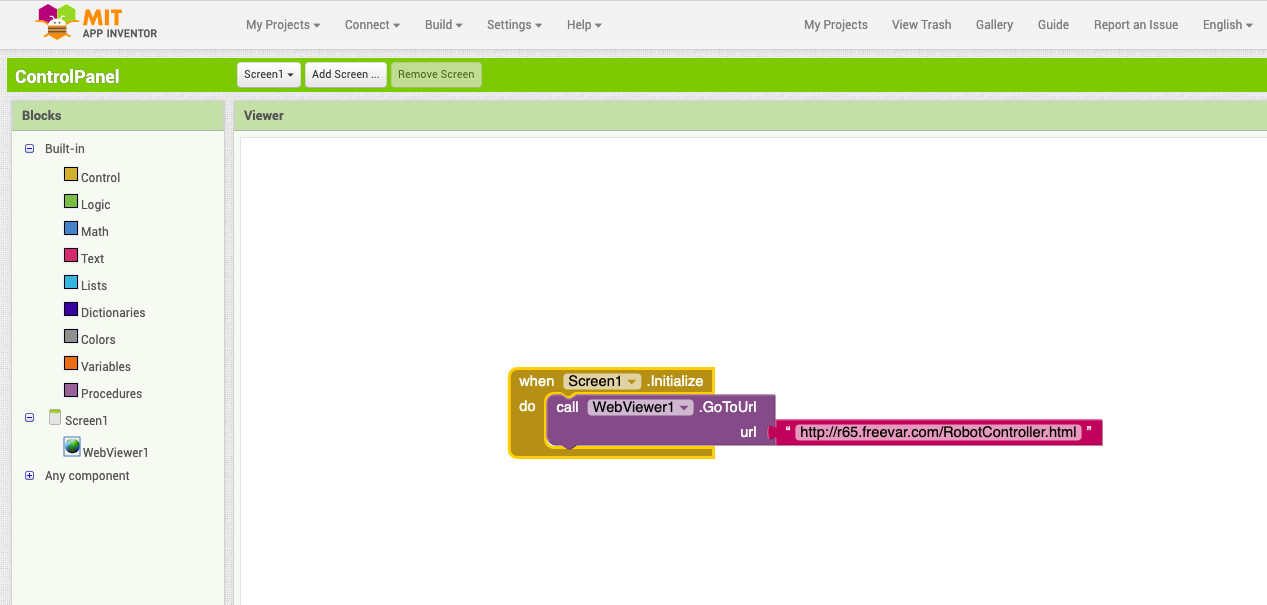 MIT
APP INVENTOR
My Projects Connect Build Settings Help My Projects View Trash Gallery Guide Report an Issue English
ControlPanel Screen1 Add Screen ... Remove Screen
Blocks
Viewer
Built-in
Control
Logic
Math
Text
Lists
Dictionaries
Colors
Variables
Procedures
Screen1
WebViewer1
Any component
when Screen1 .Initialize
do call WebViewer1 .GoToUrl
url “ http://r65.freevar.com/RobotController.html ”